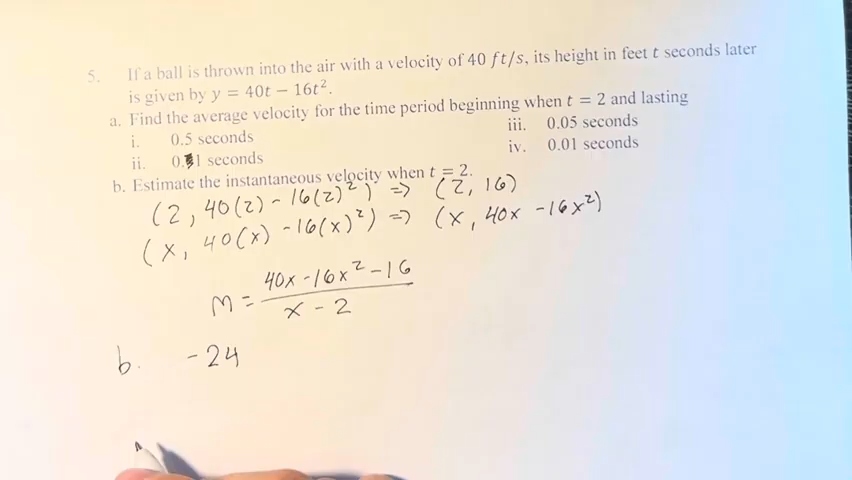 5. If a ball is thrown into the air with a velocity of 40 ft/s, its height in feet t seconds later
is given by y = 40t − 16t².
a. Find the average velocity for the time period beginning when t = 2 and lasting
i. 0.5 seconds
ii. 0.1 seconds
iii. 0.05 seconds
iv. 0.01 seconds
b. Estimate the instantaneous velocity when t = 2.
(2, 40(2) - 16(2)²) => (2, 16)
(x, 40(x) - 16(x)²) => (x, 40x - 16x²)
m = (40x - 16x² - 16) / (x - 2)
b. -24